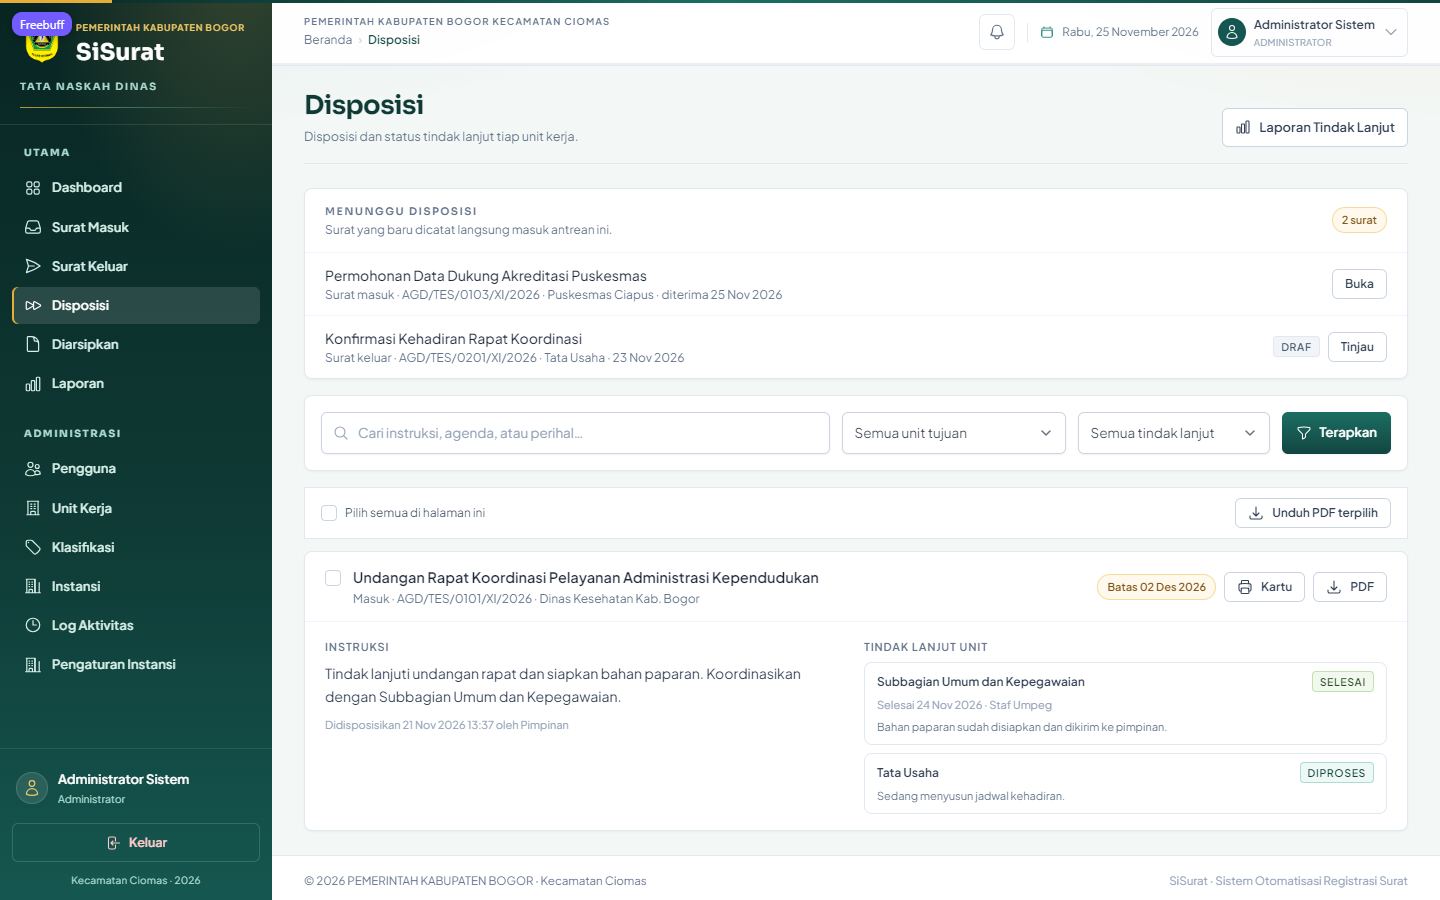 Freebuff
PEMERINTAH KABUPATEN BOGOR
SiSurat
TATA NASKAH DINAS
UTAMA
Dashboard
Surat Masuk
Surat Keluar
Disposisi
Diarsipkan
Laporan
ADMINISTRASI
Pengguna
Unit Kerja
Klasifikasi
Instansi
Log Aktivitas
Pengaturan Instansi
Administrator Sistem
Administrator
Keluar
Kecamatan Ciomas · 2026
PEMERINTAH KABUPATEN BOGOR KECAMATAN CIOMAS
Beranda › Disposisi
Rabu, 25 November 2026
Administrator Sistem
ADMINISTRATOR
Disposisi
Disposisi dan status tindak lanjut tiap unit kerja.
Laporan Tindak Lanjut
MENUNGGU DISPOSISI
Surat yang baru dicatat langsung masuk antrean ini.
2 surat
Permohonan Data Dukung Akreditasi Puskesmas
Surat masuk · AGD/TES/0103/XI/2026 · Puskesmas Ciapus · diterima 25 Nov 2026
Buka
Konfirmasi Kehadiran Rapat Koordinasi
Surat keluar · AGD/TES/0201/XI/2026 · Tata Usaha · 23 Nov 2026
DRAF
Tinjau
Cari instruksi, agenda, atau perihal...
Semua unit tujuan
Semua tindak lanjut
Terapkan
Pilih semua di halaman ini
Unduh PDF terpilih
Undangan Rapat Koordinasi Pelayanan Administrasi Kependudukan
Masuk · AGD/TES/0101/XI/2026 · Dinas Kesehatan Kab. Bogor
Batas 02 Des 2026
Kartu
PDF
INSTRUKSI
Tindak lanjuti undangan rapat dan siapkan bahan paparan. Koordinasikan
dengan Subbagian Umum dan Kepegawaian.
Didisposisikan 21 Nov 2026 13:37 oleh Pimpinan
TINDAK LANJUT UNIT
Subbagian Umum dan Kepegawaian
SELESAI
Selesai 24 Nov 2026 · Staf Umpeg
Bahan paparan sudah disiapkan dan dikirim ke pimpinan.
Tata Usaha
DIPROSES
Sedang menyusun jadwal kehadiran.
© 2026 PEMERINTAH KABUPATEN BOGOR · Kecamatan Ciomas
SiSurat · Sistem Otomatisasi Registrasi Surat